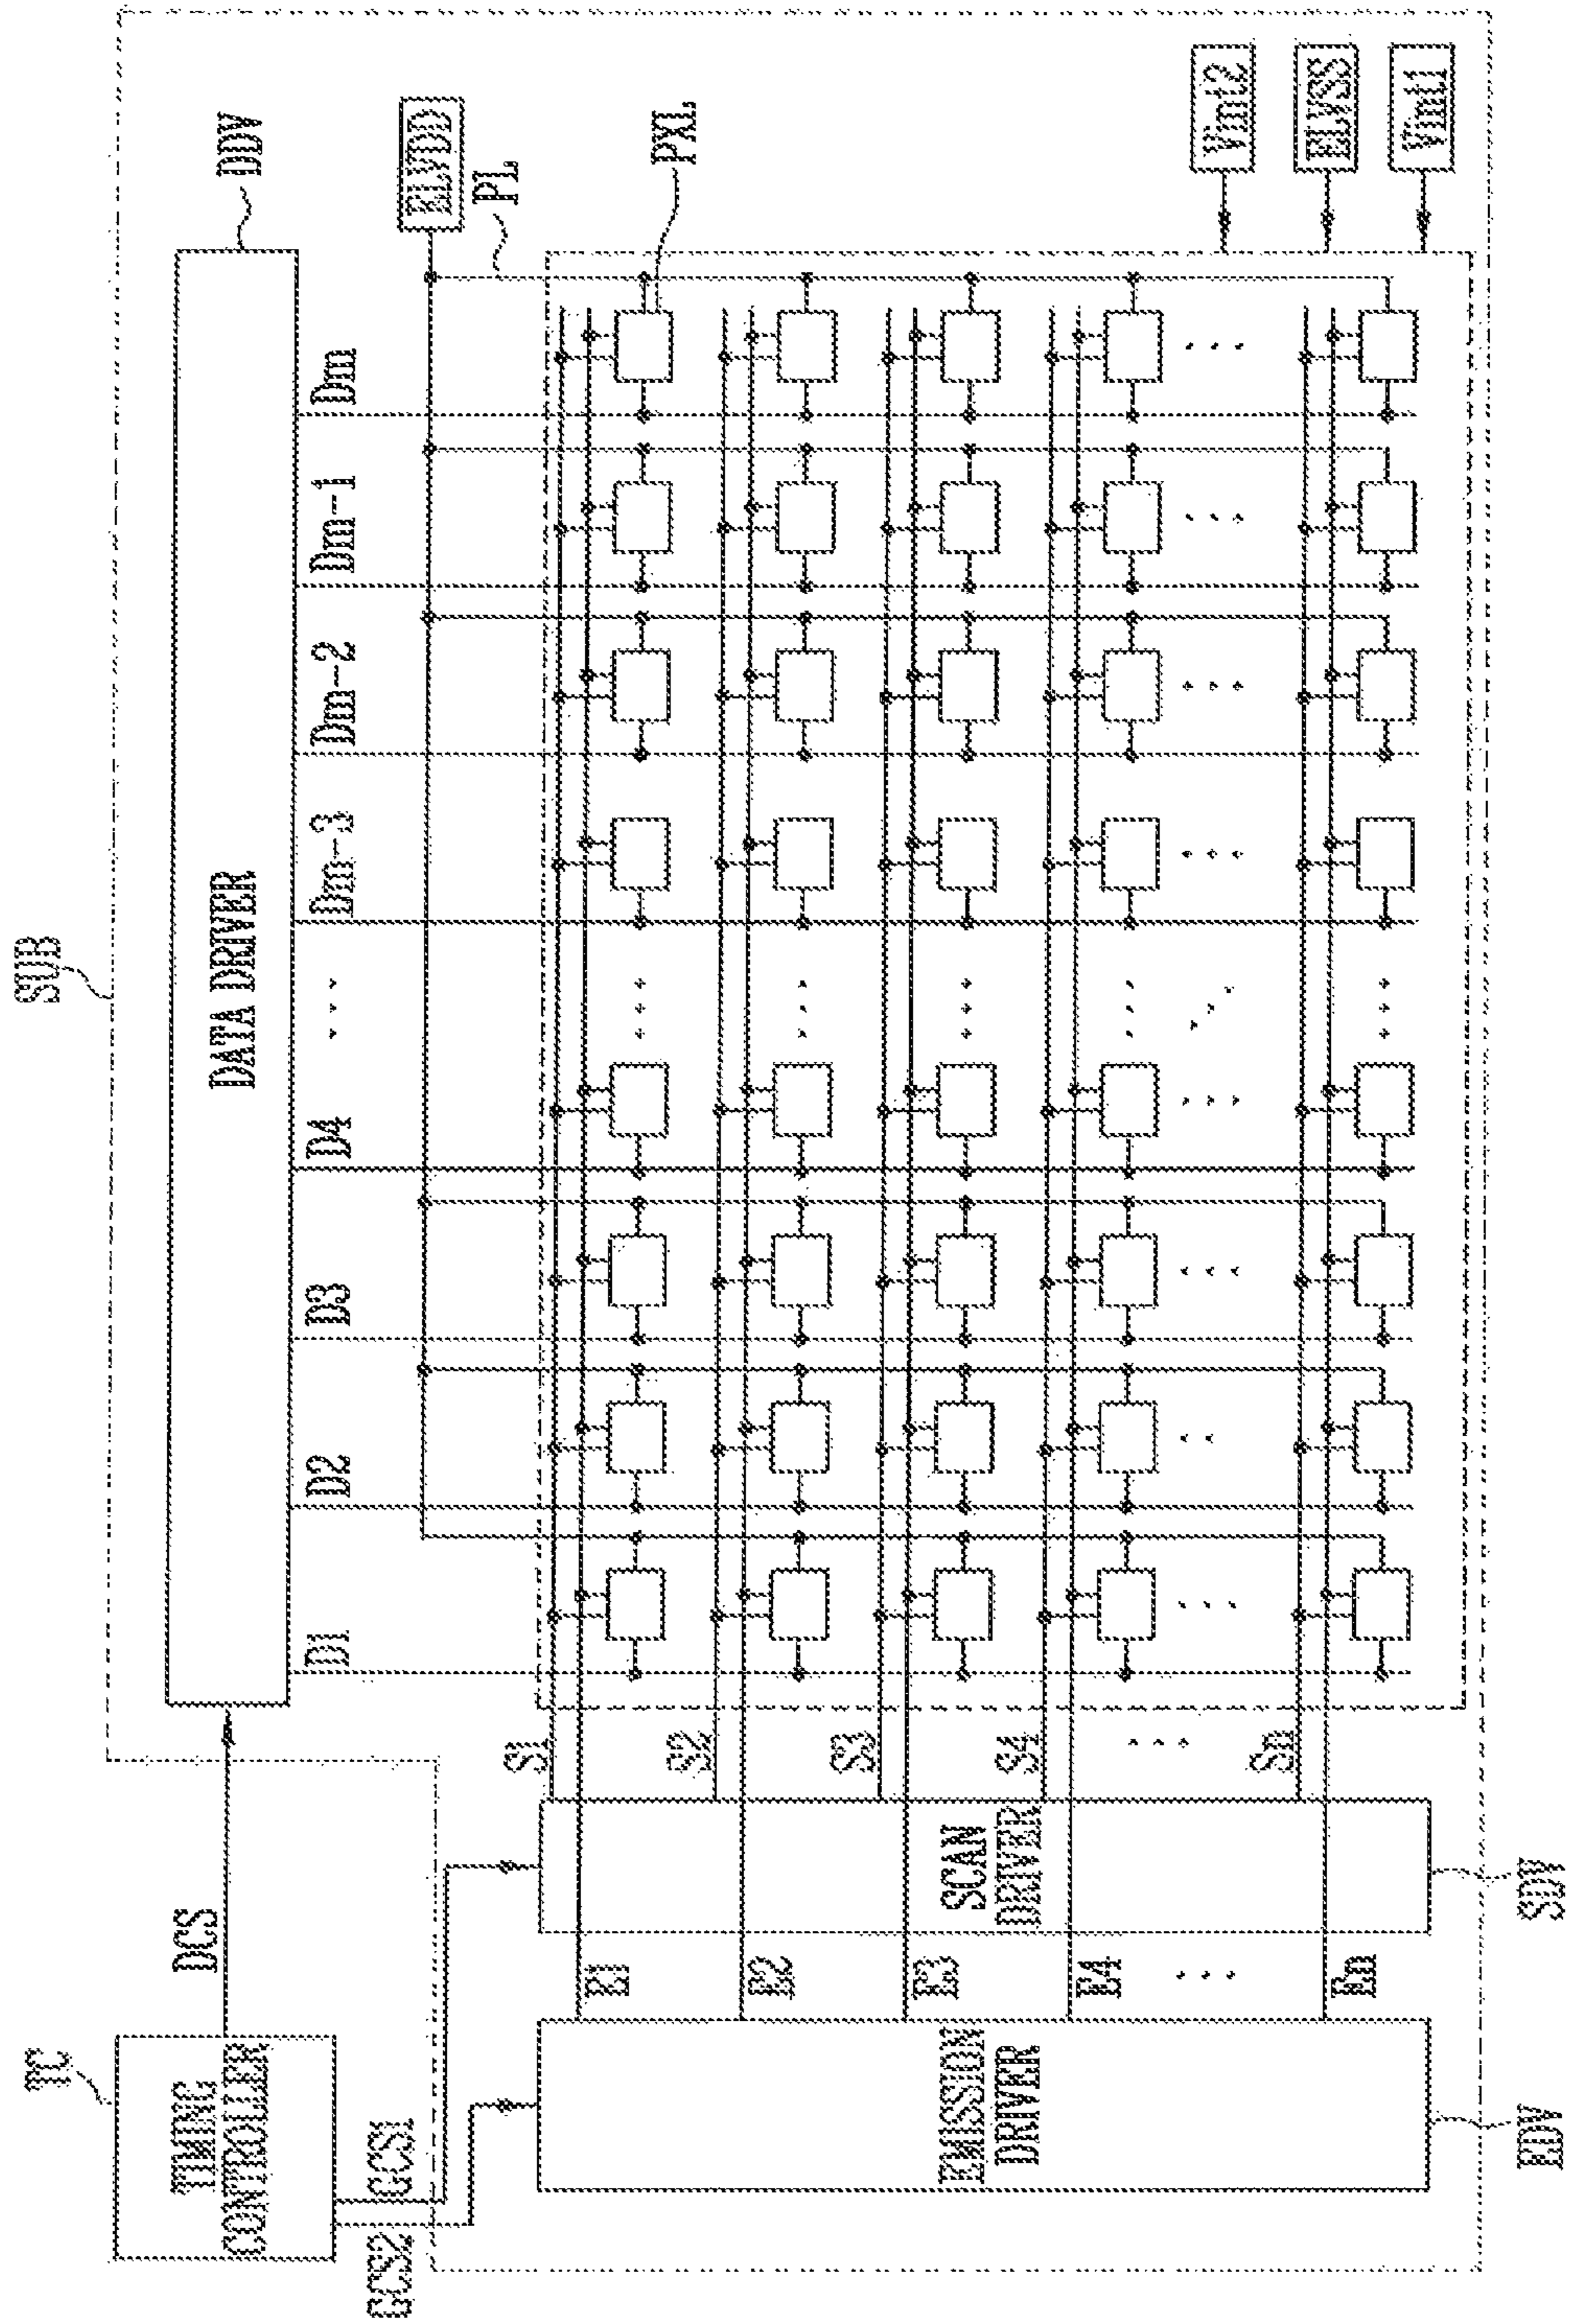 SUB
TC
TIMING
CONTROLLER
DCS
DATA DRIVER
DDV
GCS2
GCS1
D1
D2
D3
D4
...
Dm-3
Dm-2
Dm-1
Dm
ELVDD
PL
PXL
EMISSION
DRIVER
EDV
SCAN
DRIVER
SDV
E1
E2
E3
E4
...
En
S1
S2
S3
S4
...
Sn
Vint2
ELVSS
Vint1